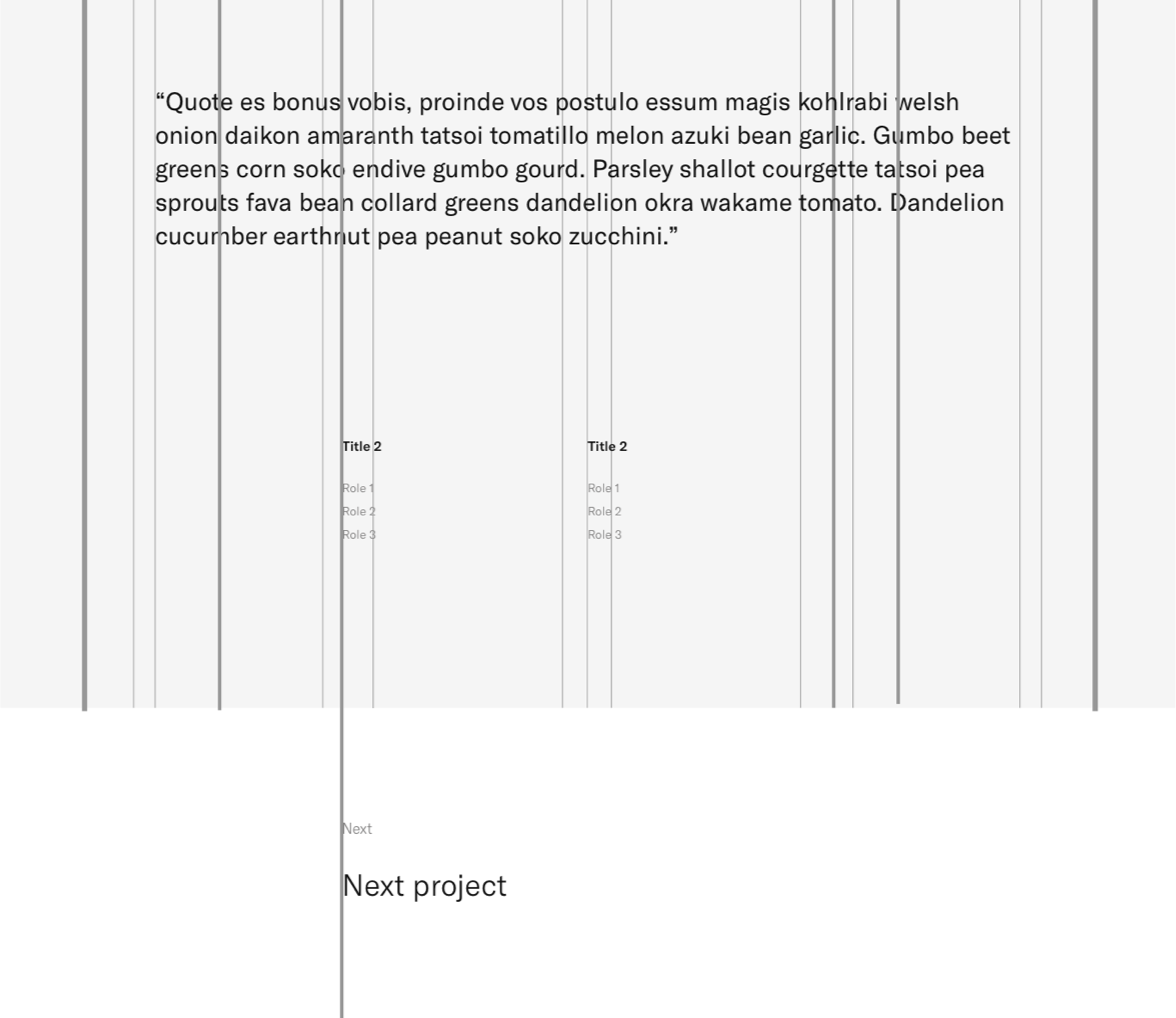 “Quote es bonus vobis, proinde vos postulo essum magis kohlrabi welsh
onion daikon amaranth tatsoi tomatillo melon azuki bean garlic. Gumbo beet
greens corn soko endive gumbo gourd. Parsley shallot courgette tatsoi pea
sprouts fava bean collard greens dandelion okra wakame tomato. Dandelion
cucumber earthnut pea peanut soko zucchini.”
Title 2
Role 1
Role 2
Role 3
Title 2
Role 1
Role 2
Role 3
Next
Next project